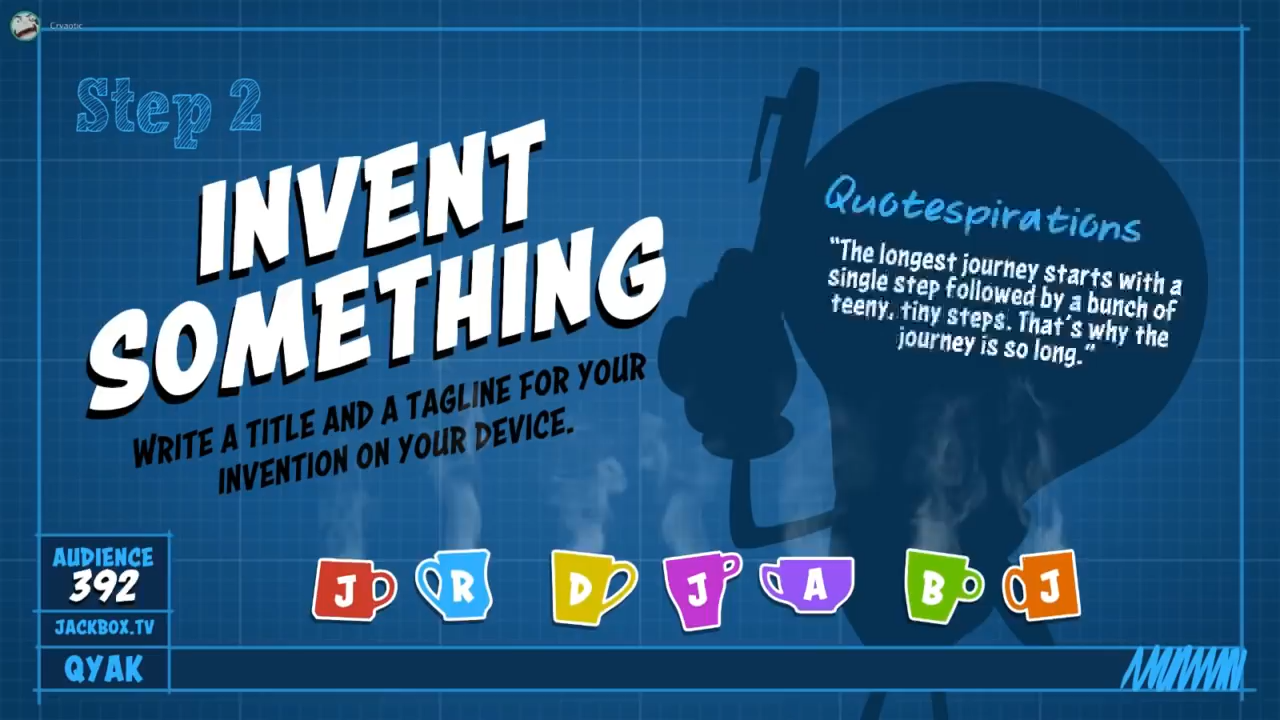 Cryaotic
Step 2
INVENT
SOMETHING
WRITE A TITLE AND A TAGLINE FOR YOUR
INVENTION ON YOUR DEVICE.
Quotespirations
"The longest journey starts with a
single step followed by a bunch of
teeny, tiny steps. That's why the
journey is so long."
J R D J A B J
AUDIENCE
392
JACKBOX.TV
QYAK